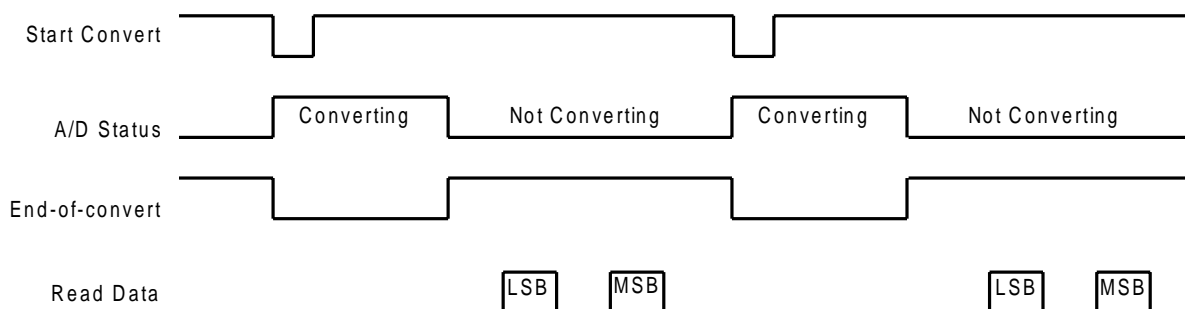 Start Convert
A/D Status
Converting
Not Converting
Converting
Not Converting
End-of-convert
Read Data
LSB
MSB
LSB
MSB